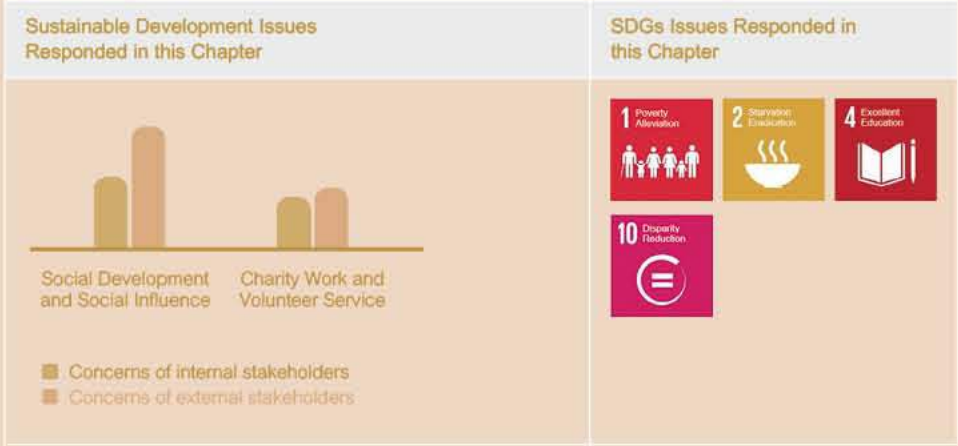 Sustainable Development Issues
Responded in this Chapter
SDGs Issues Responded in
this Chapter
1 Poverty
Alleviation
2 Starvation
Eradication
4 Excellent
Education
10 Disparity
Reduction
Social Development
and Social Influence
Charity Work and
Volunteer Service
Concerns of internal stakeholders
Concerns of external stakeholders